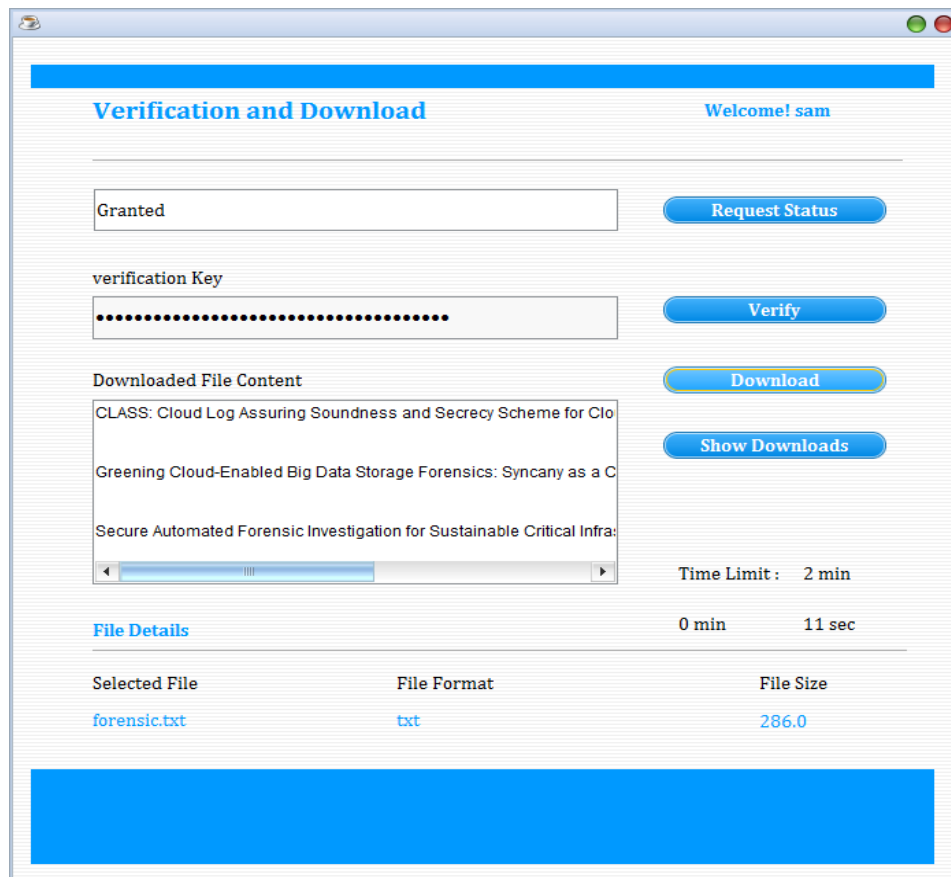 Verification and Download
Welcome! sam
Granted
Request Status
verification Key
Verify
Downloaded File Content
Download
CLASS: Cloud Log Assuring Soundness and Secrecy Scheme for
Show Downloads
Greening Cloud-Enabled Big Data Storage Forensics: Syncany as a
Secure Automated Forensic Investigation for Sustainable Critical
Time Limit : 2 min
0 min 11 sec
File Details
Selected File File Format File Size
forensic.txt txt 286.0